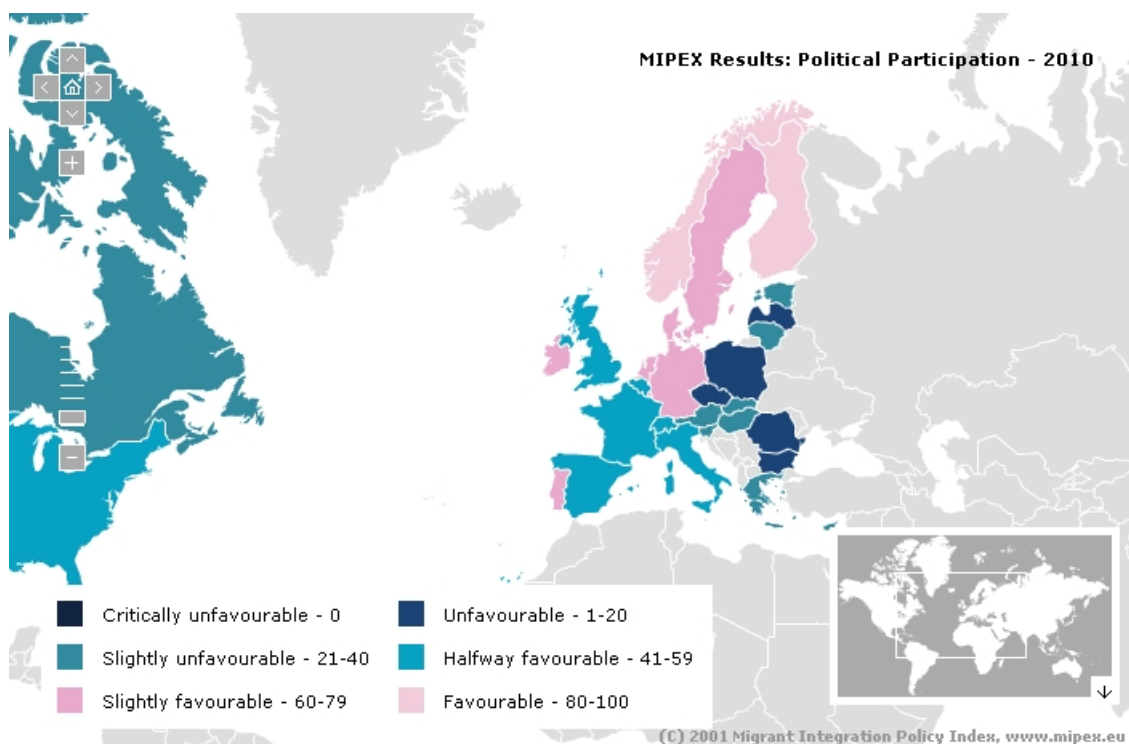 MIPEX Results: Political Participation - 2010
Critically unfavourable - 0
Unfavourable - 1-20
Slightly unfavourable - 21-40
Halfway favourable - 41-59
Slightly favourable - 60-79
Favourable - 80-100
(C) 2001 Migrant Integration Policy Index, www.mipex.eu